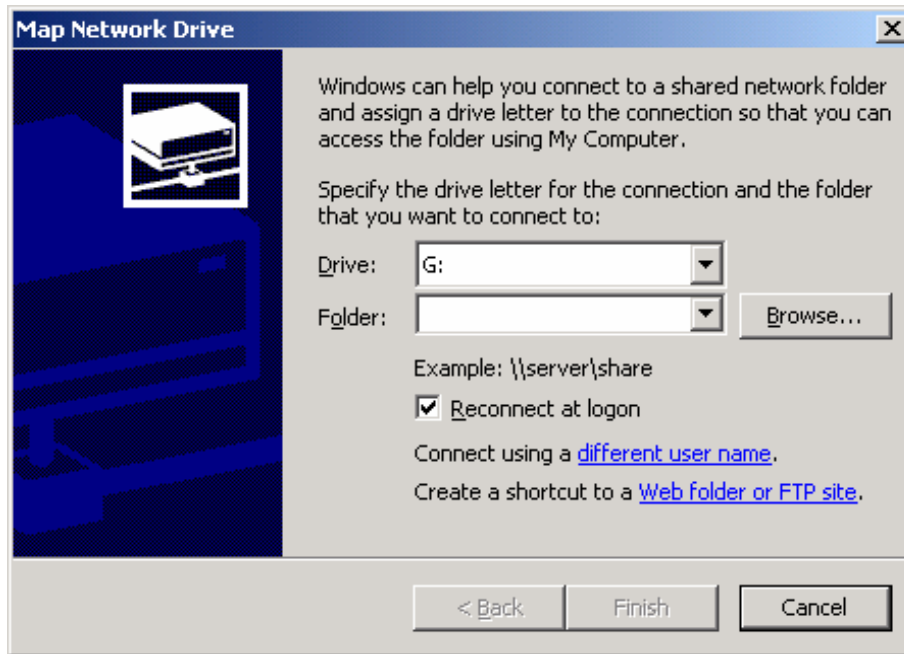 Map Network Drive
Windows can help you connect to a shared network folder
and assign a drive letter to the connection so that you can
access the folder using My Computer.
Specify the drive letter for the connection and the folder
that you want to connect to:
Drive: G:
Folder: Browse...
Example: \\server\share
Reconnect at logon
Connect using a different user name.
Create a shortcut to a Web folder or FTP site.
< Back Finish Cancel